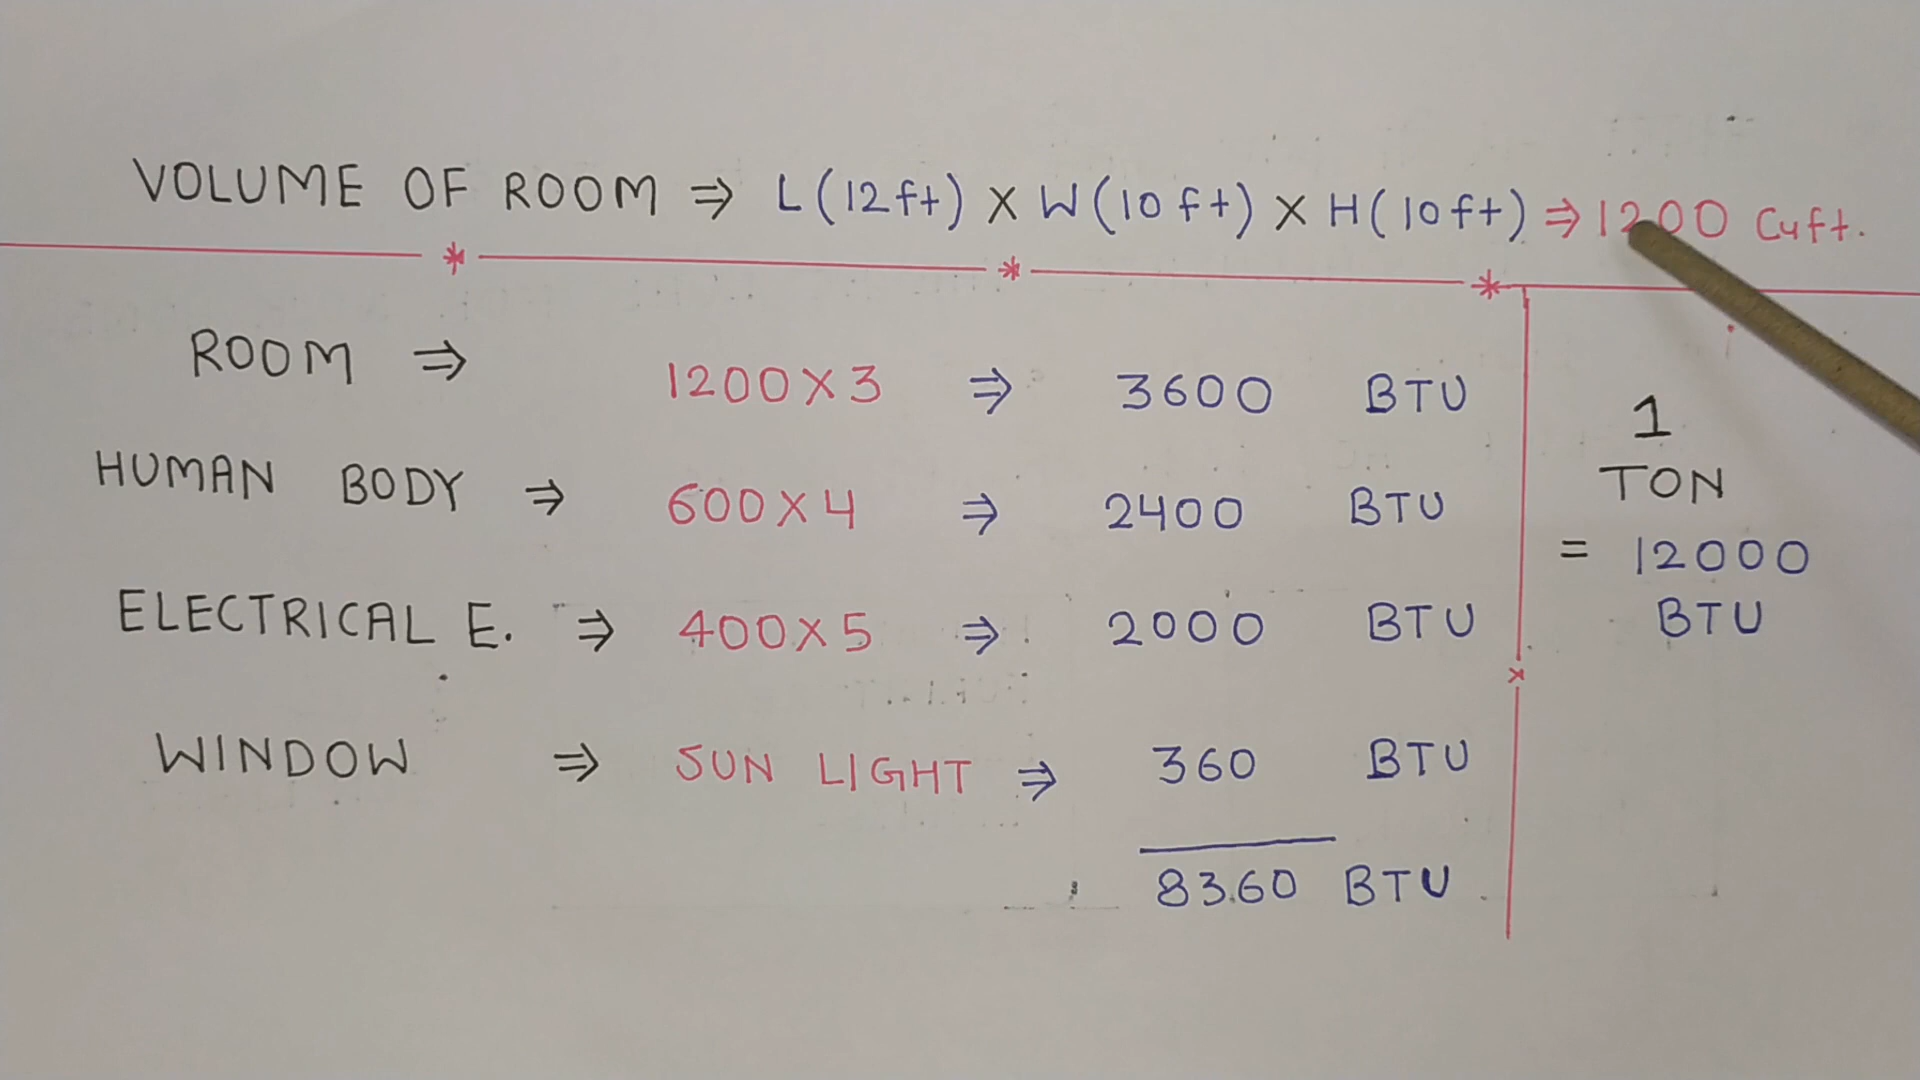 VOLUME OF ROOM ⇒ L(12ft) X W(10ft) X H(10ft) ⇒ 1200 Cuft.
ROOM ⇒ 1200X3 ⇒ 3600 BTU
HUMAN BODY ⇒ 600X4 ⇒ 2400 BTU
ELECTRICAL E. ⇒ 400X5 ⇒ 2000 BTU
WINDOW ⇒ SUN LIGHT ⇒ 360 BTU
8360 BTU
1
TON
= 12000
BTU